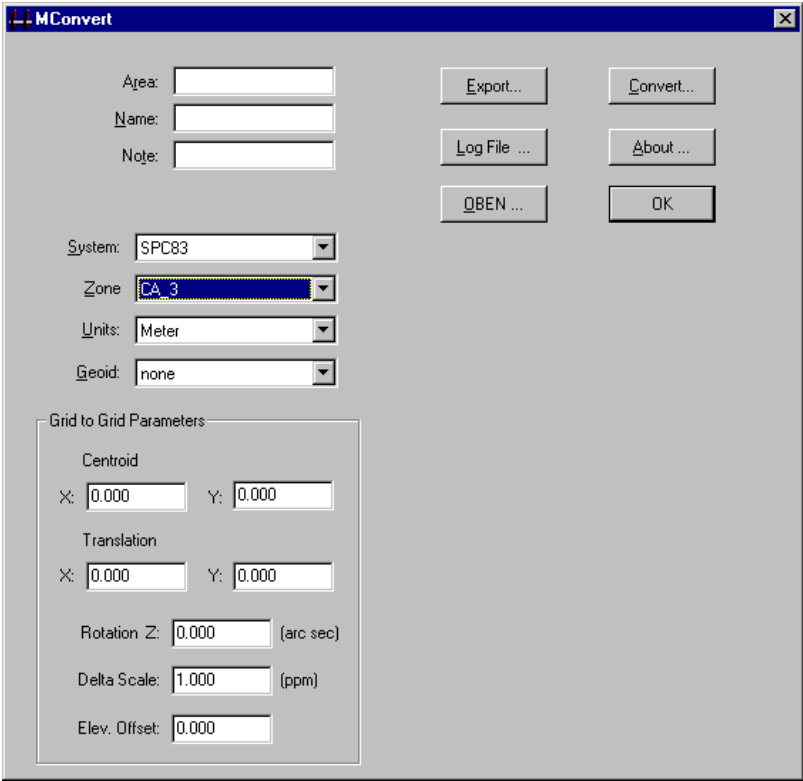 MConvert
Area:
Export...
Convert...
Name:
Note:
Log File ...
About ...
OBEN ...
OK
System: SPC83
Zone CA_3
Units: Meter
Geoid: none
Grid to Grid Parameters
Centroid
X: 0.000 Y: 0.000
Translation
X: 0.000 Y: 0.000
Rotation Z: 0.000 (arc sec)
Delta Scale: 1.000 (ppm)
Elev. Offset: 0.000